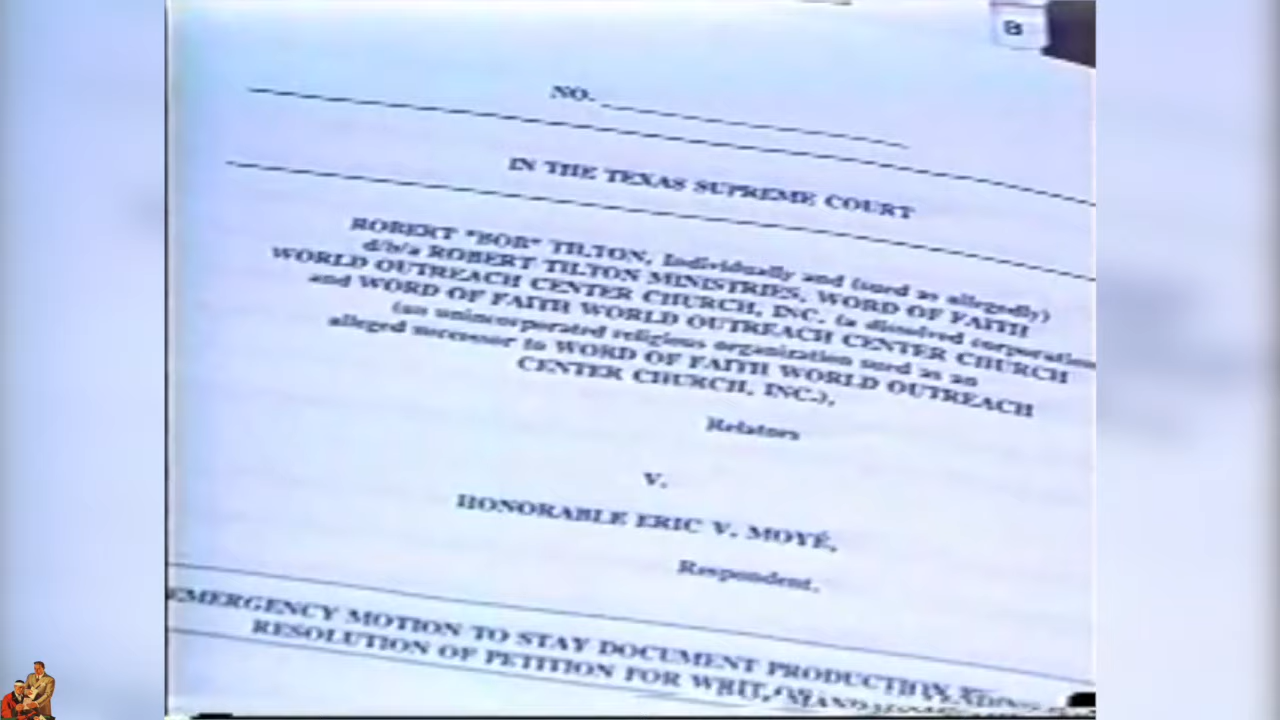 B
NO.
IN THE TEXAS SUPREME COURT
ROBERT "BOB" TILTON, Individually and (sued as allegedly)
d/b/a ROBERT TILTON MINISTRIES, WORD OF FAITH
WORLD OUTREACH CENTER CHURCH, INC. (a dissolved corporation
and WORD OF FAITH WORLD OUTREACH CENTER CHURCH
(an unincorporated religious organization sued as an
alleged successor to WORD OF FAITH WORLD OUTREACH
CENTER CHURCH, INC.),
Relators
V.
HONORABLE ERIC V. MOYÉ,
Respondent.
EMERGENCY MOTION TO STAY DOCUMENT PRODUCTION
RESOLUTION OF PETITION FOR WRIT OF